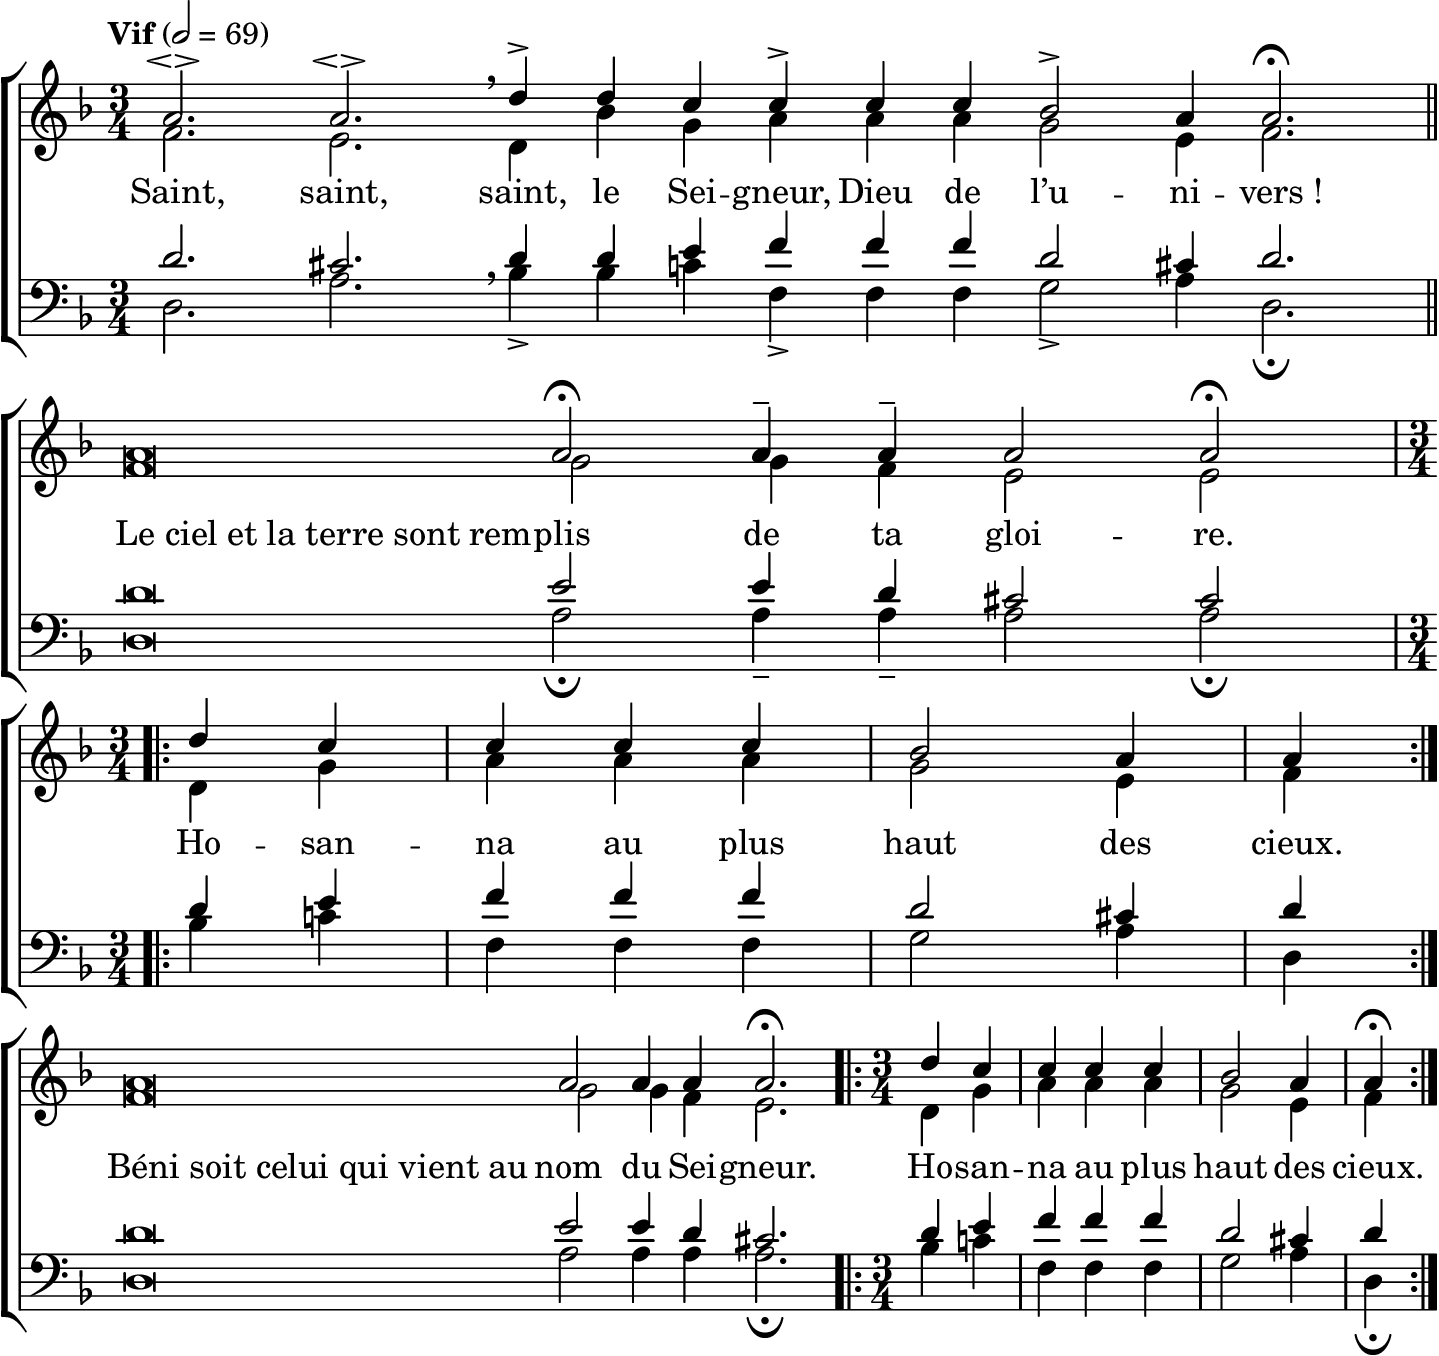 Vif (𝅗𝅥 = 69)
Saint, saint, saint, le Sei - gneur, Dieu de l’u - ni - vers !
Le ciel et la terre sont remplis de ta gloi - re.
Ho - san - na au plus haut des cieux.
Béni soit celui qui vient au nom du Seigneur. Hosan - na au plus haut des cieux.